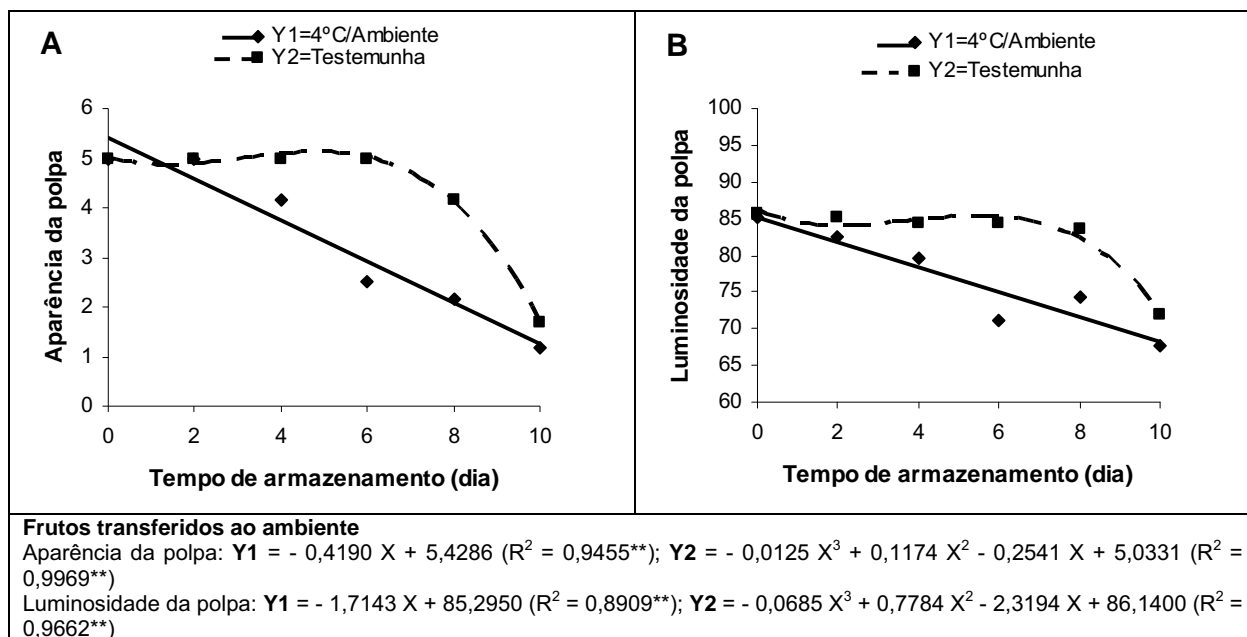 A
Y1=4ºC/Ambiente
Y2=Testemunha
Aparência da polpa
6
5
4
3
2
1
0
0 2 4 6 8 10
Tempo de armazenamento (dia)
B
Y1=4ºC/Ambiente
Y2=Testemunha
Luminosidade da polpa
100
95
90
85
80
75
70
65
60
0 2 4 6 8 10
Tempo de armazenamento (dia)
Frutos transferidos ao ambiente
Aparência da polpa: Y1 = - 0,4190 X + 5,4286 (R² = 0,9455**); Y2 = - 0,0125 X³ + 0,1174 X² - 0,2541 X + 5,0331 (R² =
0,9969**)
Luminosidade da polpa: Y1 = - 1,7143 X + 85,2950 (R² = 0,8909**); Y2 = - 0,0685 X³ + 0,7784 X² - 2,3194 X + 86,1400 (R² =
0,9662**)